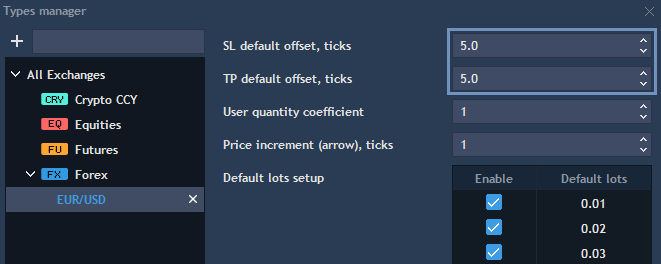 Types manager
SL default offset, ticks 5.0
TP default offset, ticks 5.0
All Exchanges
User quantity coefficient 1
CRY Crypto CCY
EQ Equities
Price increment (arrow), ticks 1
FU Futures
FX Forex
Default lots setup
Enable Default lots
EUR/USD
0.01
0.02
0.03